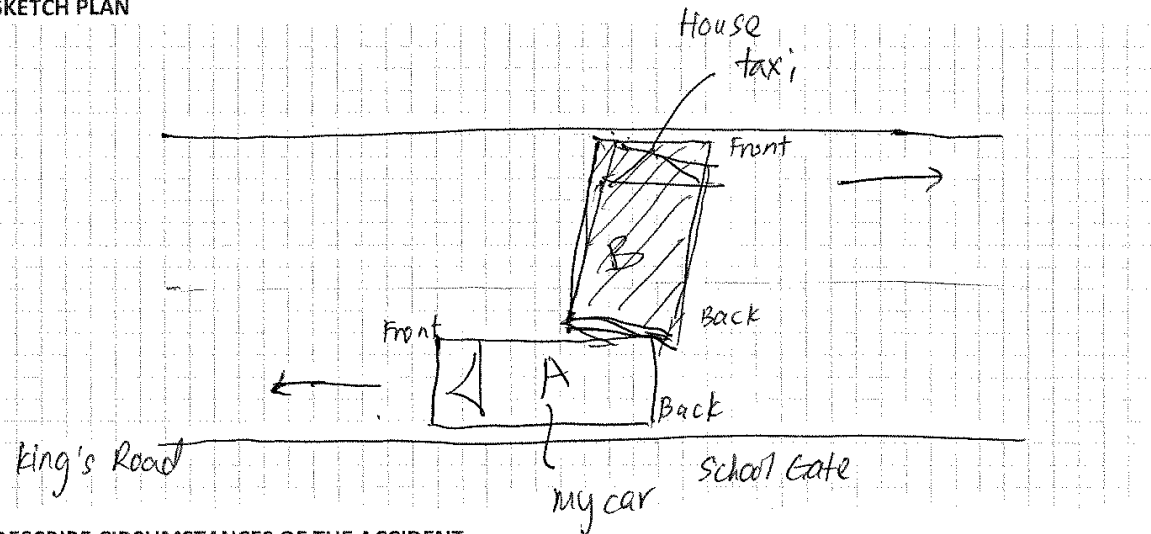 SKETCH PLAN
House
taxi
Front
B
Back
Front
A
Back
King's Road
School Gate
my car
DESCRIBE CIRCUMSTANCES OF THE ACCIDENT